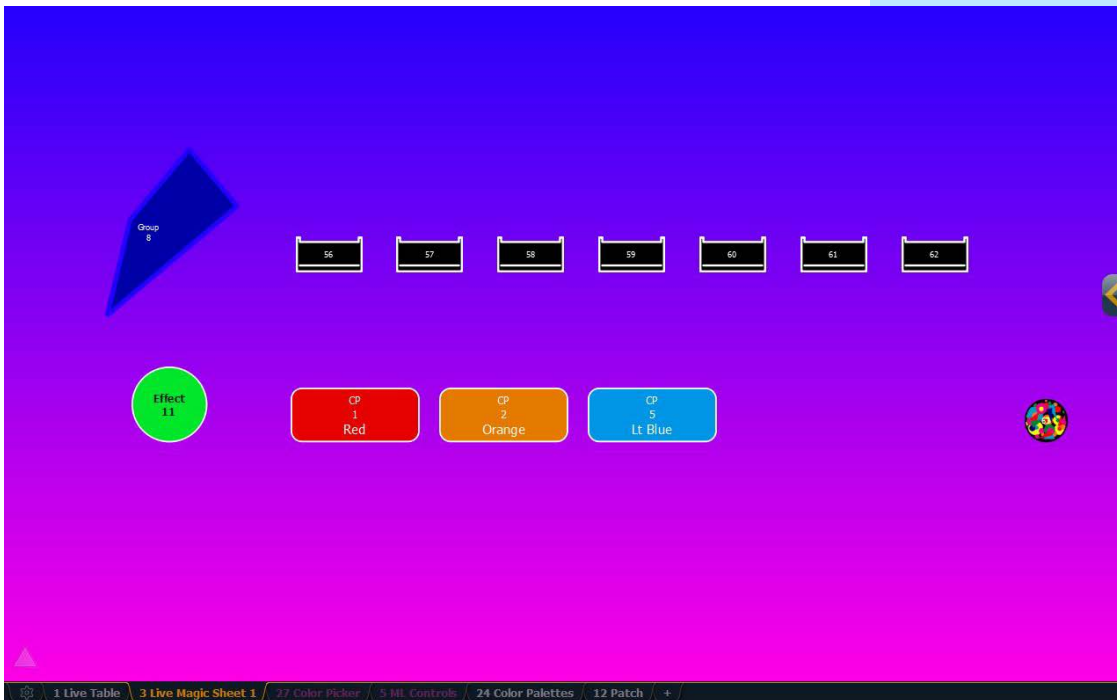 Group
8
56
57
58
59
60
61
62
Effect
11
CP
1
Red
CP
2
Orange
CP
5
Lt Blue
1 Live Table
3 Live Magic Sheet 1
27 Color Picker
5 ML Controls
24 Color Palettes
12 Patch
+